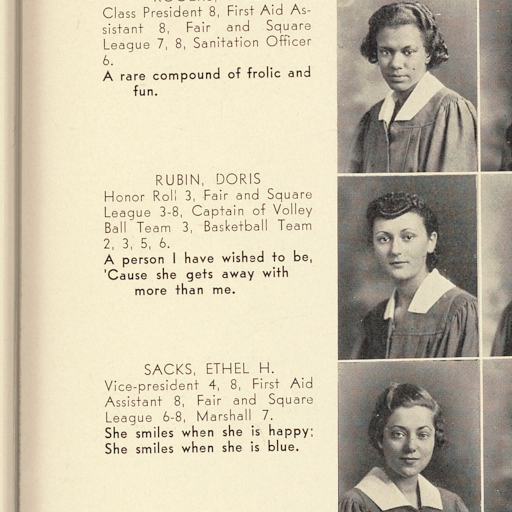 ROGERS,
Class President 8, First Aid As-
sistant 8, Fair and Square
League 7, 8, Sanitation Officer
6.
A rare compound of frolic and
fun.
RUBIN, DORIS
Honor Roll 3, Fair and Square
League 3-8, Captain of Volley
Ball Team 3, Basketball Team
2, 3, 5, 6.
A person I have wished to be,
'Cause she gets away with
more than me.
SACKS, ETHEL H.
Vice-president 4, 8, First Aid
Assistant 8, Fair and Square
League 6-8, Marshall 7.
She smiles when she is happy;
She smiles when she is blue.